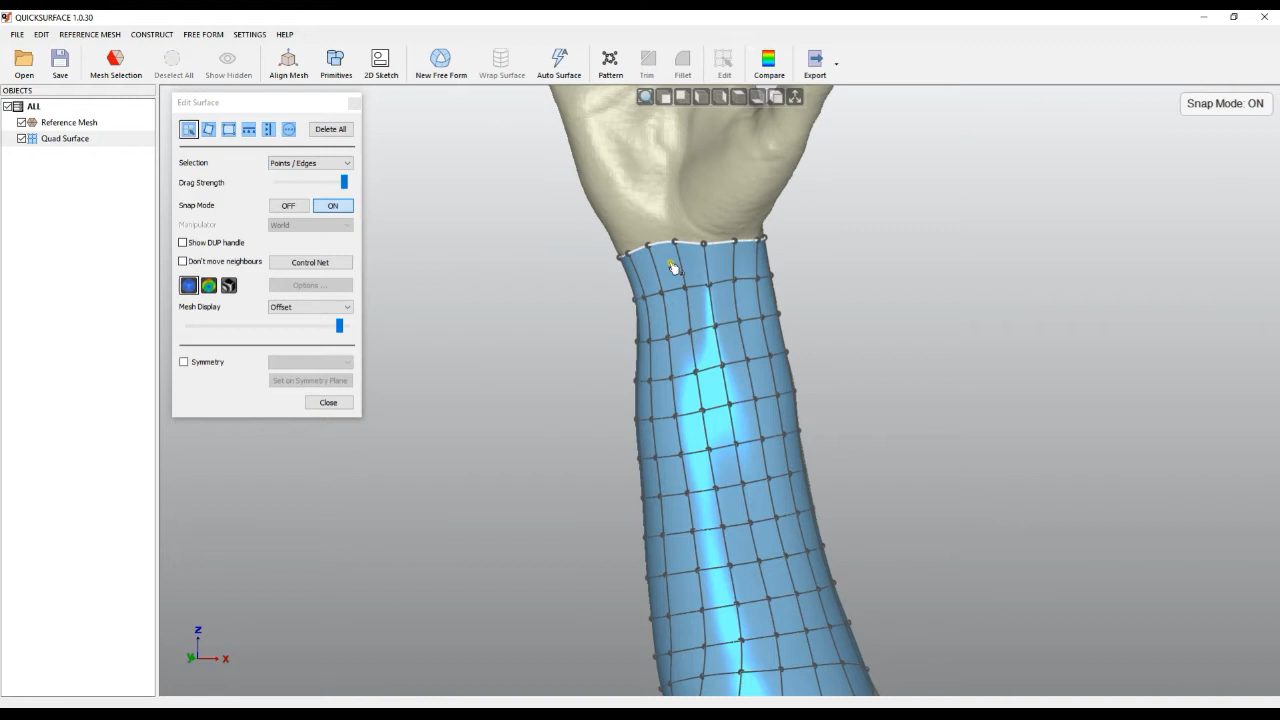 QUICKSURFACE 1.0.30
FILE EDIT REFERENCE MESH CONSTRUCT FREE FORM SETTINGS HELP
Open Save Mesh Selection Deselect All Show Hidden Align Mesh Primitives 2D Sketch New Free Form Wrap Surface Auto Surface Pattern Trim Fillet Edit Compare Export
OBJECTS
ALL
Reference Mesh
Quad Surface
Edit Surface
Delete All
Selection Points / Edges
Drag Strength
Snap Mode OFF ON
Manipulator World
Show DUP handle
Don't move neighbours Control Net
Options ...
Mesh Display Offset
Symmetry
Set on Symmetry Plane
Close
Snap Mode: ON
z
y x